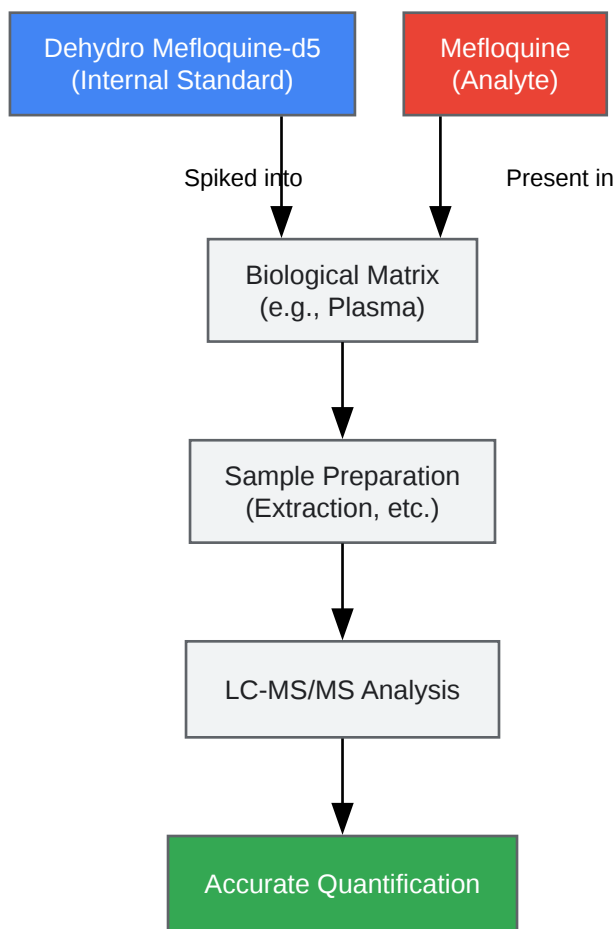 Dehydro Mefloquine-d5
(Internal Standard)
Mefloquine
(Analyte)
Spiked into
Present in
Biological Matrix
(e.g., Plasma)
Sample Preparation
(Extraction, etc.)
LC-MS/MS Analysis
Accurate Quantification